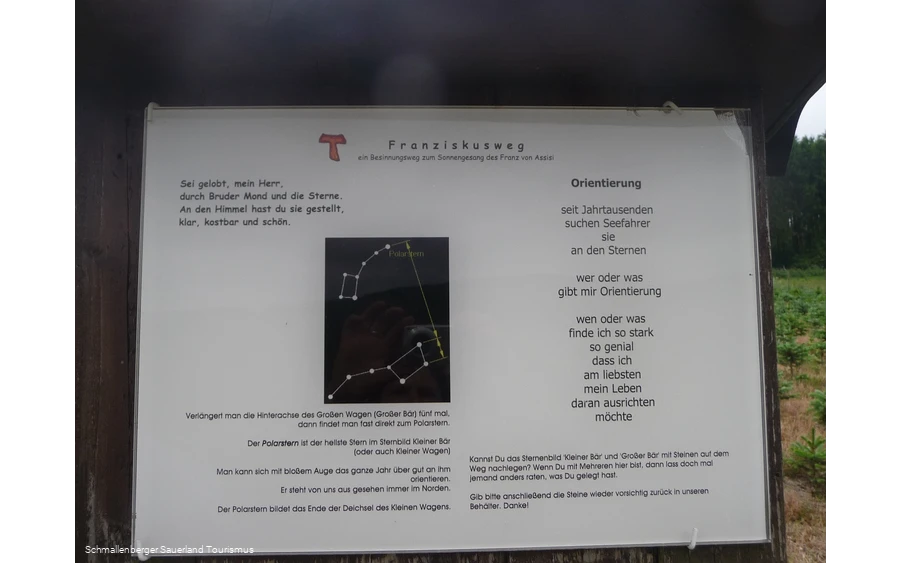 Franziskusweg
ein Besinnungsweg zum Sonnengesang des Franz von Assisi
Sei gelobt, mein Herr,
durch Bruder Mond und die Sterne.
An den Himmel hast du sie gestellt,
klar, kostbar und schön.
Polarstern
Verlängert man die Hinterachse des Großen Wagen (Großer Bär) fünf mal,
dann findet man fast direkt zum Polarstern.
Der Polarstern ist der hellste Stern im Sternbild Kleiner Bär
(oder auch Kleiner Wagen)
Man kann sich mit bloßem Auge das ganze Jahr über gut an ihm
orientieren.
Er steht von uns aus gesehen immer im Norden.
Der Polarstern bildet das Ende der Deichsel des Kleinen Wagens.
Orientierung
seit Jahrtausenden
suchen Seefahrer
sie
an den Sternen
wer oder was
gibt mir Orientierung
wen oder was
finde ich so stark
so genial
dass ich
am liebsten
mein Leben
daran ausrichten
möchte
Kannst Du das Sternenbild 'Kleiner Bär' und 'Großer Bär' mit Steinen auf dem
Weg nachlegen? Wenn Du mit Mehreren hier bist, dann lass doch mal
jemand anders raten, was Du gelegt hast.
Gib bitte anschließend die Steine wieder vorsichtig zurück in unseren
Behälter. Danke!
Schmallenberger Sauerland Tourismus